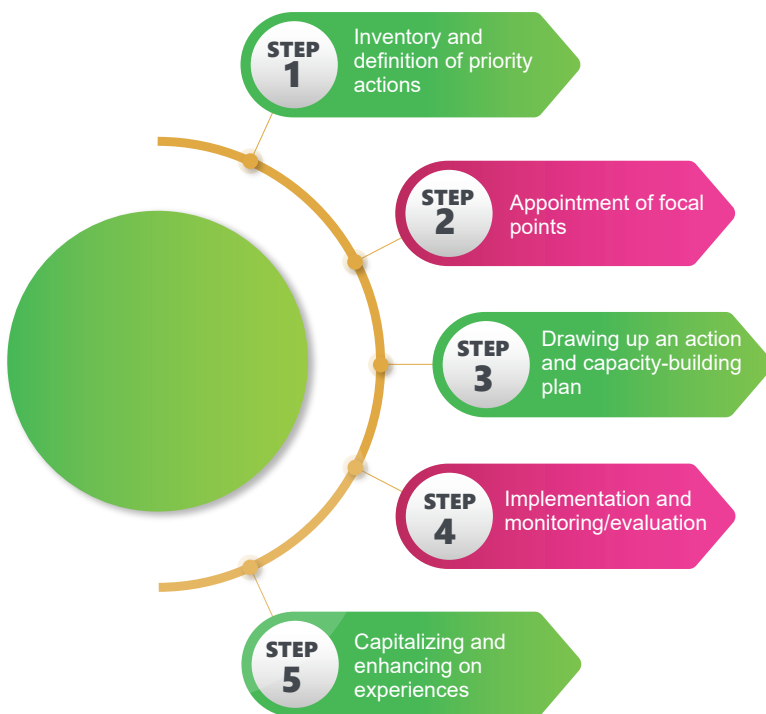 STEP
1
Inventory and
definition of priority
actions
STEP
2
Appointment of focal
points
STEP
3
Drawing up an action
and capacity-building
plan
STEP
4
Implementation and
monitoring/evaluation
STEP
5
Capitalizing and
enhancing on
experiences